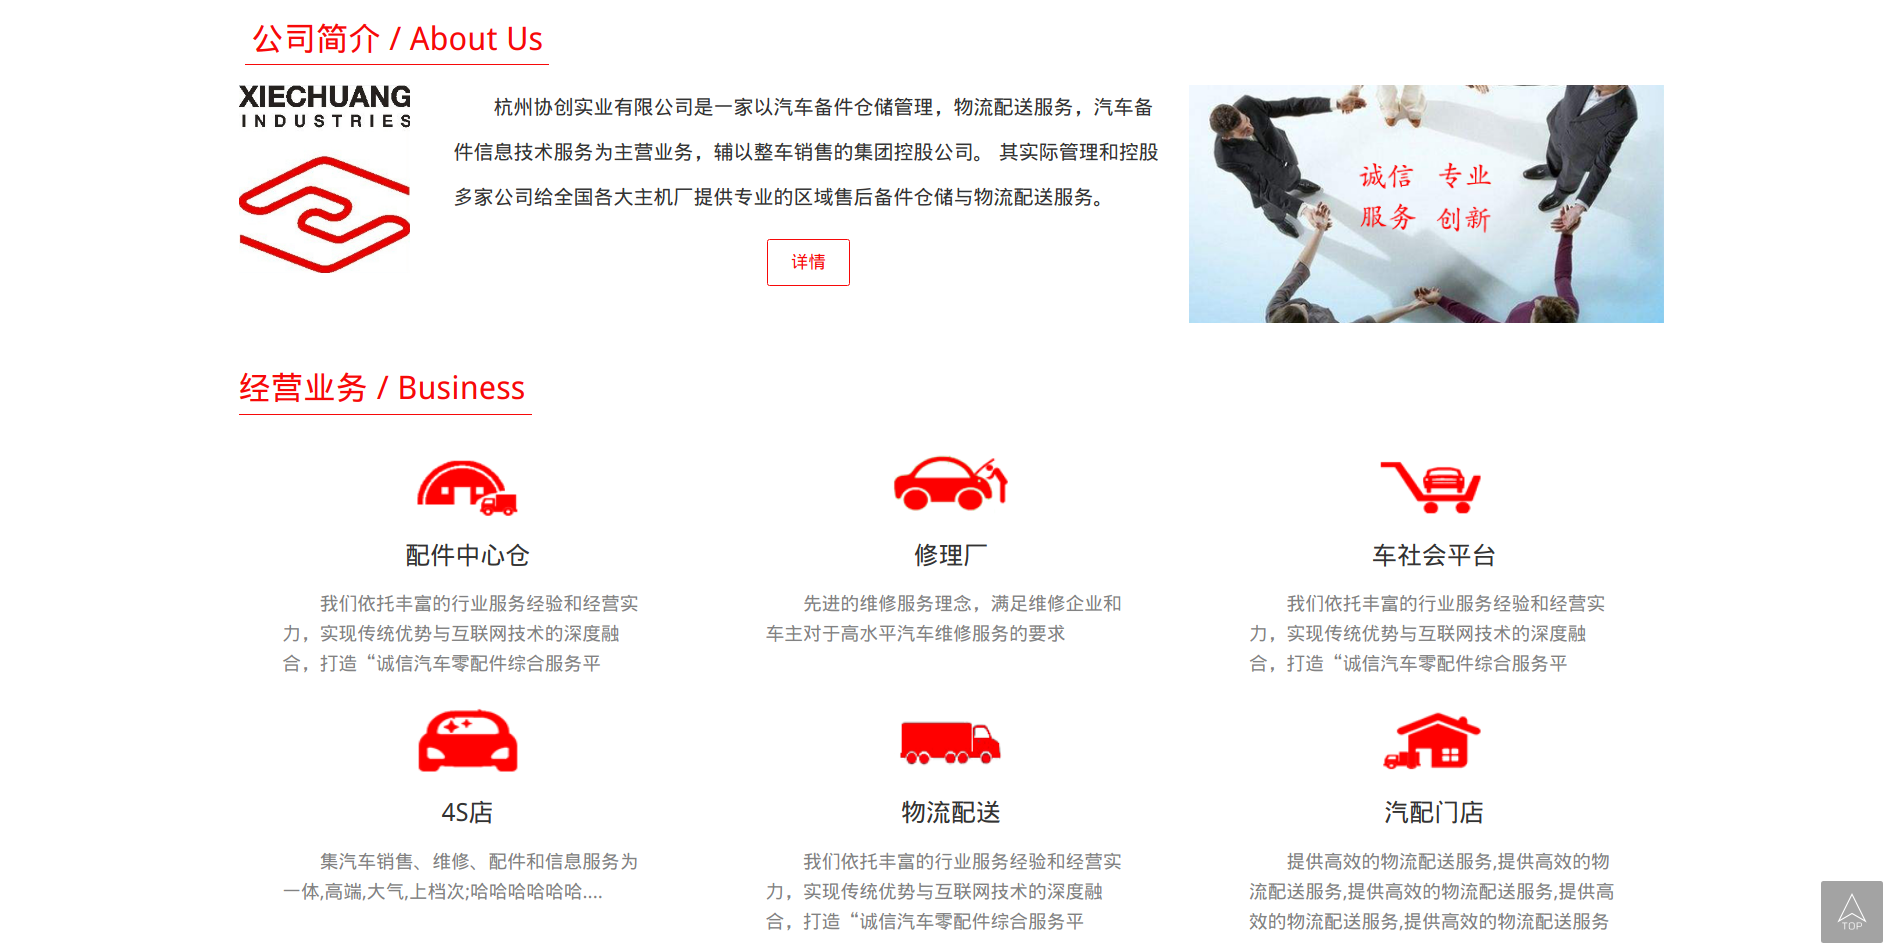 公司简介 / About Us
XIECHUANG
INDUSTRIES
杭州协创实业有限公司是一家以汽车备件仓储管理，物流配送服务，汽车备
件信息技术服务为主营业务，辅以整车销售的集团控股公司。 其实际管理和控股
多家公司给全国各大主机厂提供专业的区域售后备件仓储与物流配送服务。
详情
诚信 专业
服务 创新
经营业务 / Business
配件中心仓
我们依托丰富的行业服务经验和经营实
力，实现传统优势与互联网技术的深度融
合，打造“诚信汽车零配件综合服务平
修理厂
先进的维修服务理念，满足维修企业和
车主对于高水平汽车维修服务的要求
车社会平台
我们依托丰富的行业服务经验和经营实
力，实现传统优势与互联网技术的深度融
合，打造“诚信汽车零配件综合服务平
4S店
集汽车销售、维修、配件和信息服务为
一体,高端,大气,上档次;哈哈哈哈哈哈....
物流配送
我们依托丰富的行业服务经验和经营实
力，实现传统优势与互联网技术的深度融
合，打造“诚信汽车零配件综合服务平
汽配门店
提供高效的物流配送服务,提供高效的物
流配送服务,提供高效的物流配送服务,提供高
效的物流配送服务,提供高效的物流配送服务
TOP